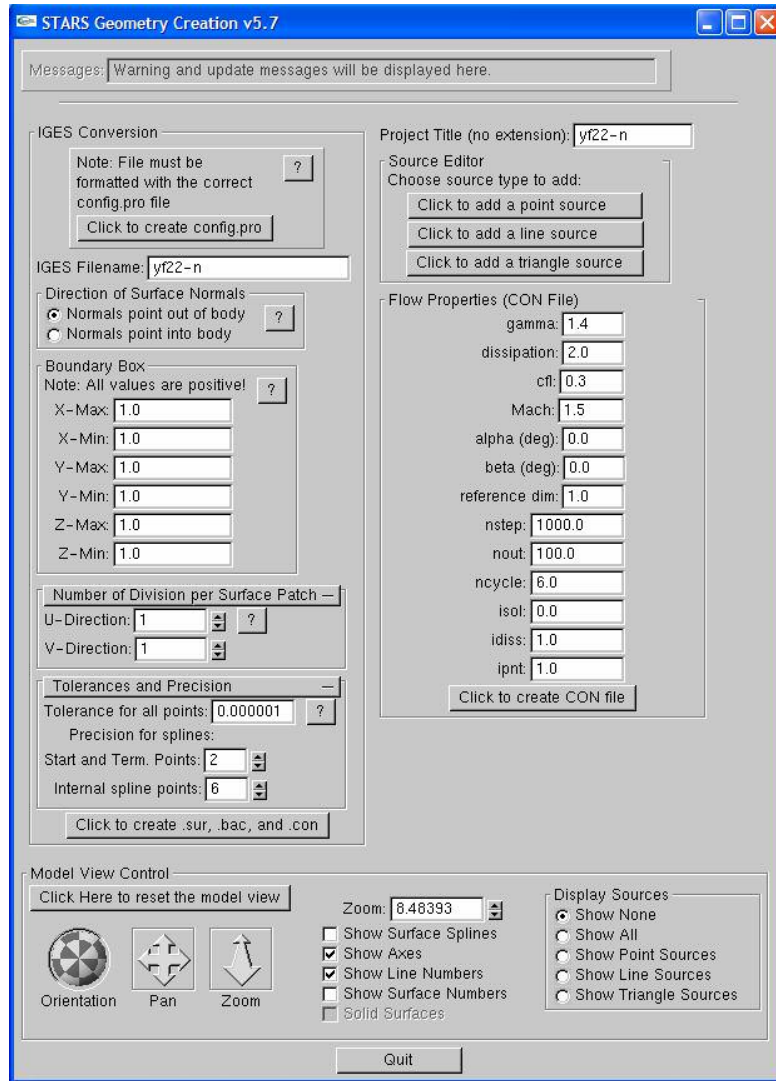 STARS Geometry Creation v5.7
Messages: Warning and update messages will be displayed here.
IGES Conversion
Note: File must be
formatted with the correct
config.pro file
?
Click to create config.pro
IGES Filename: yf22-n
Direction of Surface Normals
Normals point out of body
Normals point into body
?
Boundary Box
Note: All values are positive!
?
X-Max: 1.0
X-Min: 1.0
Y-Max: 1.0
Y-Min: 1.0
Z-Max: 1.0
Z-Min: 1.0
Number of Division per Surface Patch
U-Direction: 1
?
V-Direction: 1
Tolerances and Precision
Tolerance for all points: 0.000001
?
Precision for splines:
Start and Term. Points: 2
Internal spline points: 6
Click to create .sur, .bac, and .con
Project Title (no extension): yf22-n
Source Editor
Choose source type to add:
Click to add a point source
Click to add a line source
Click to add a triangle source
Flow Properties (CON File)
gamma: 1.4
dissipation: 2.0
cfl: 0.3
Mach: 1.5
alpha (deg): 0.0
beta (deg): 0.0
reference dim: 1.0
nstep: 1000.0
nout: 100.0
ncycle: 6.0
isol: 0.0
idiss: 1.0
ipnt: 1.0
Click to create CON file
Model View Control
Click Here to reset the model view
Orientation
Pan
Zoom
Zoom: 8.48393
Show Surface Splines
Show Axes
Show Line Numbers
Show Surface Numbers
Solid Surfaces
Display Sources
Show None
Show All
Show Point Sources
Show Line Sources
Show Triangle Sources
Quit